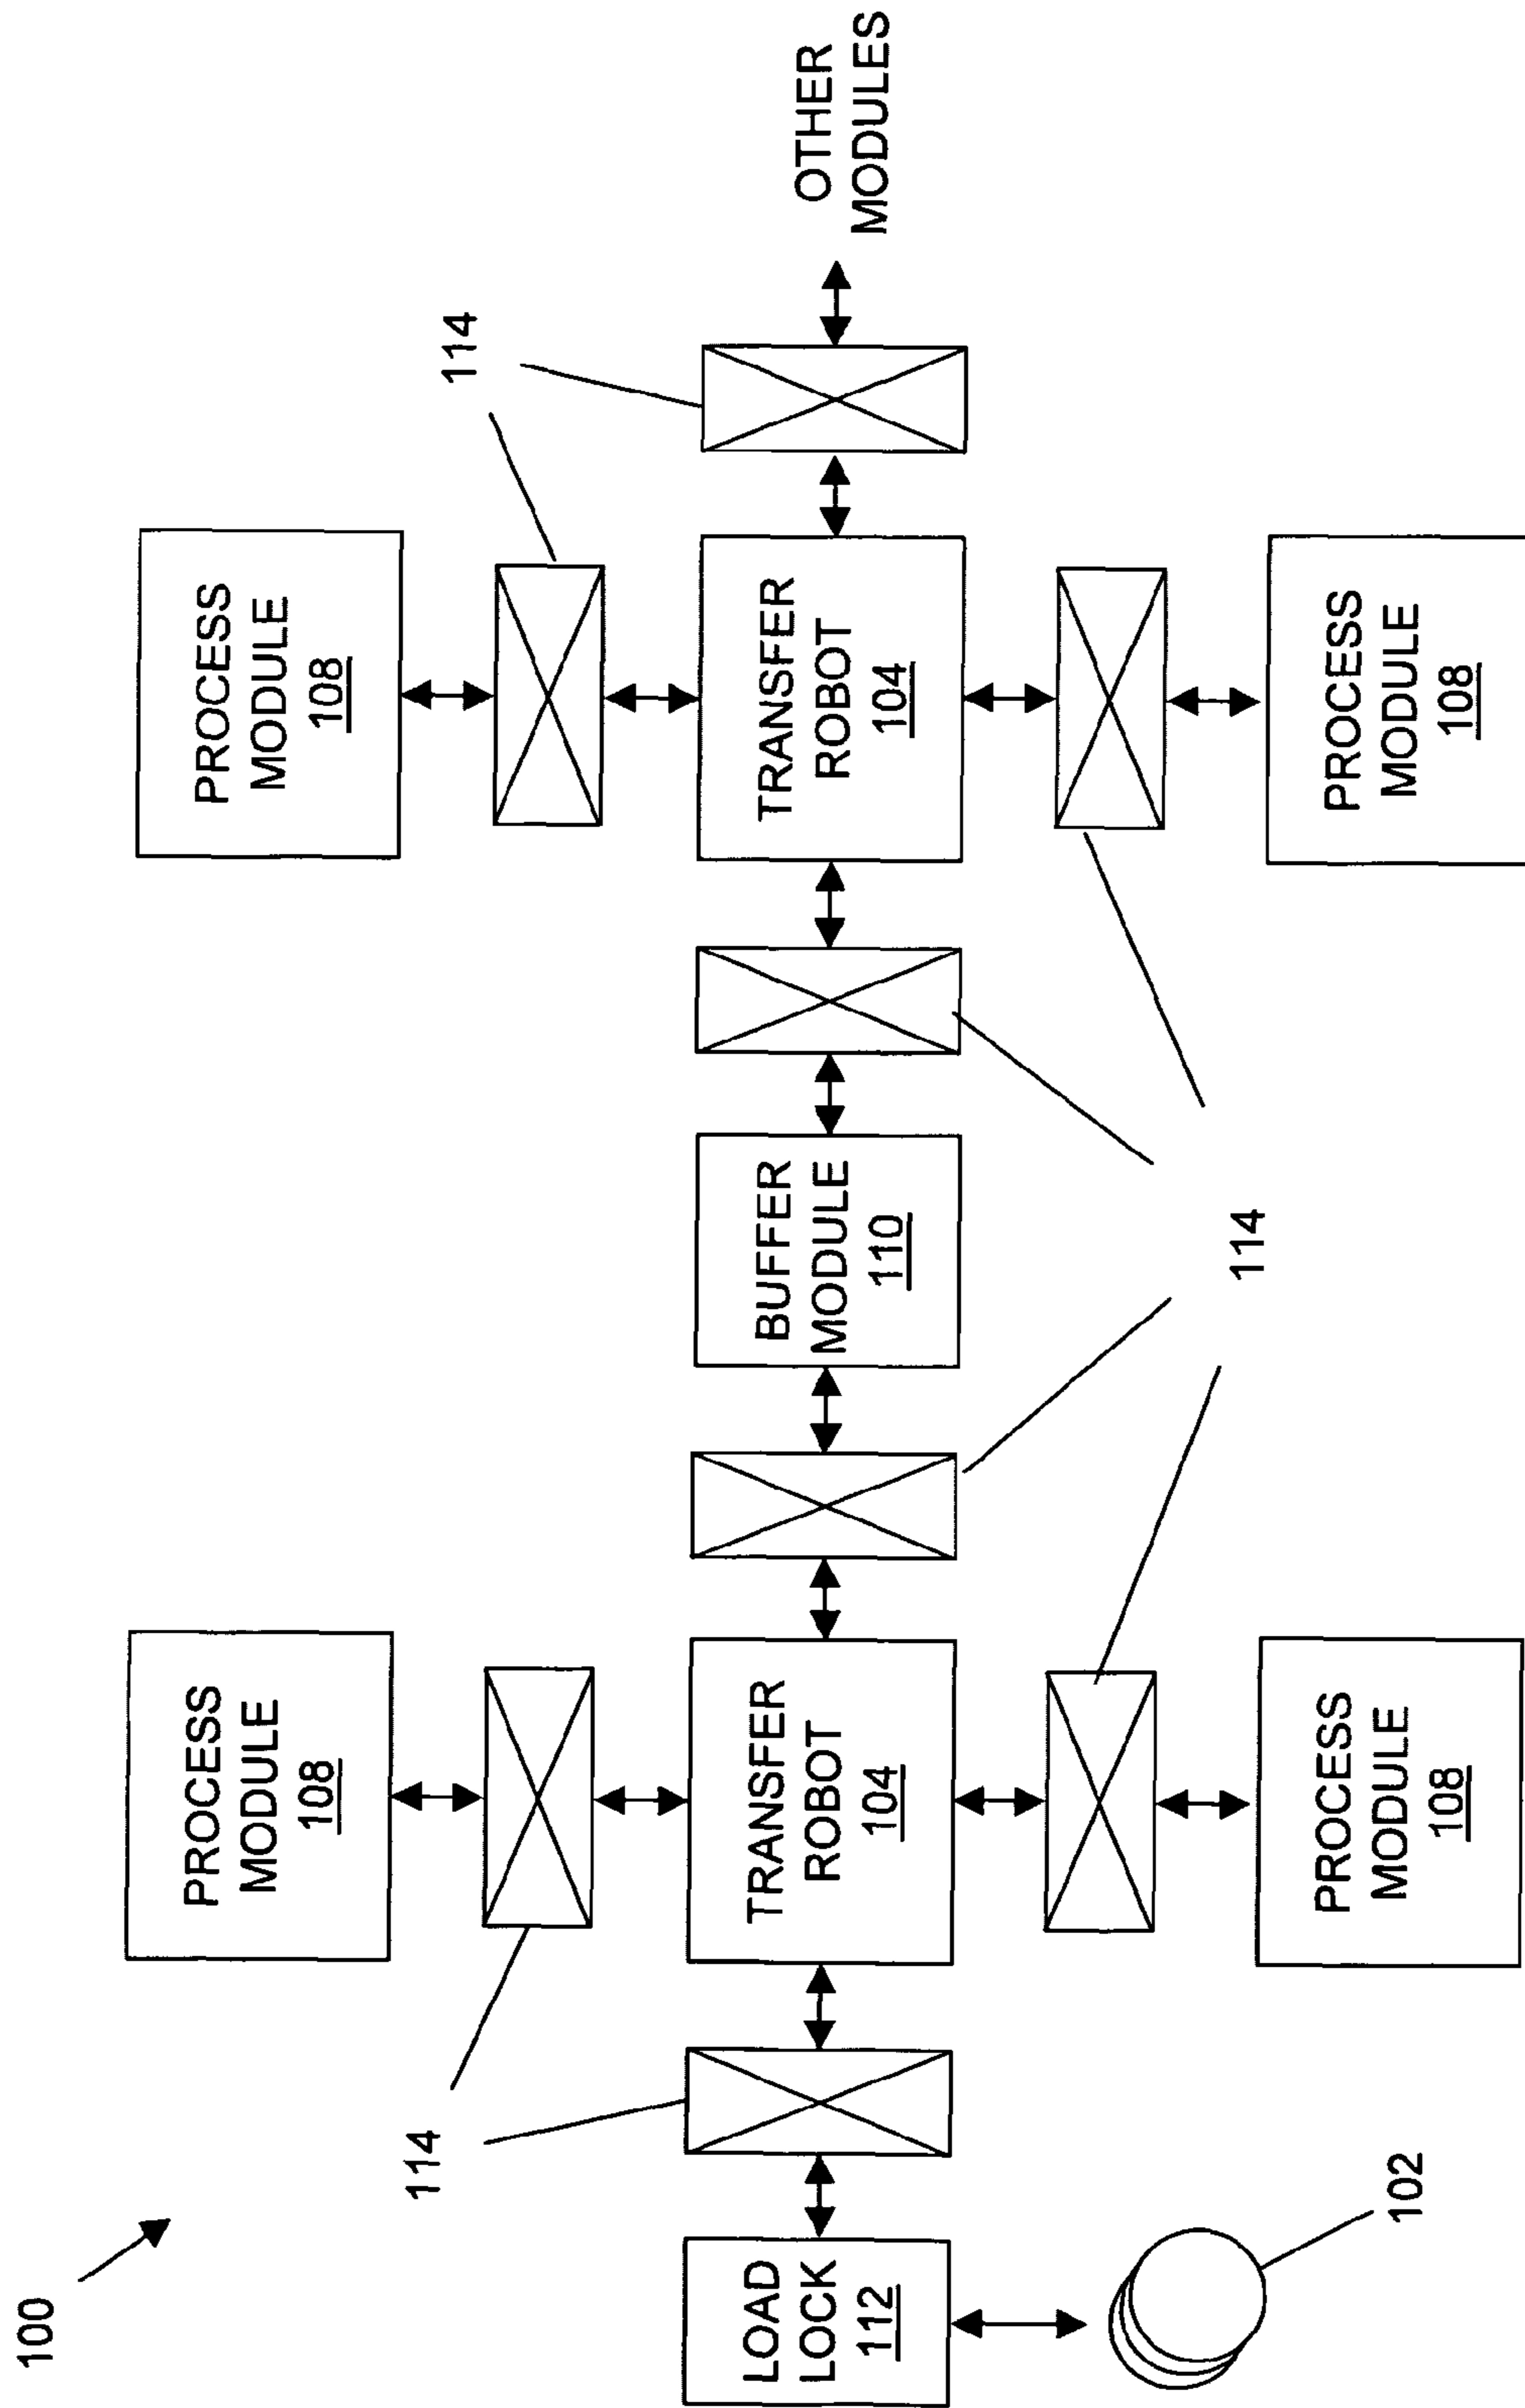 100
114
114
PROCESS
MODULE
108
PROCESS
MODULE
108
LOAD
LOCK
112
TRANSFER
ROBOT
104
BUFFER
MODULE
110
TRANSFER
ROBOT
104
OTHER
MODULES
102
114
PROCESS
MODULE
108
PROCESS
MODULE
108